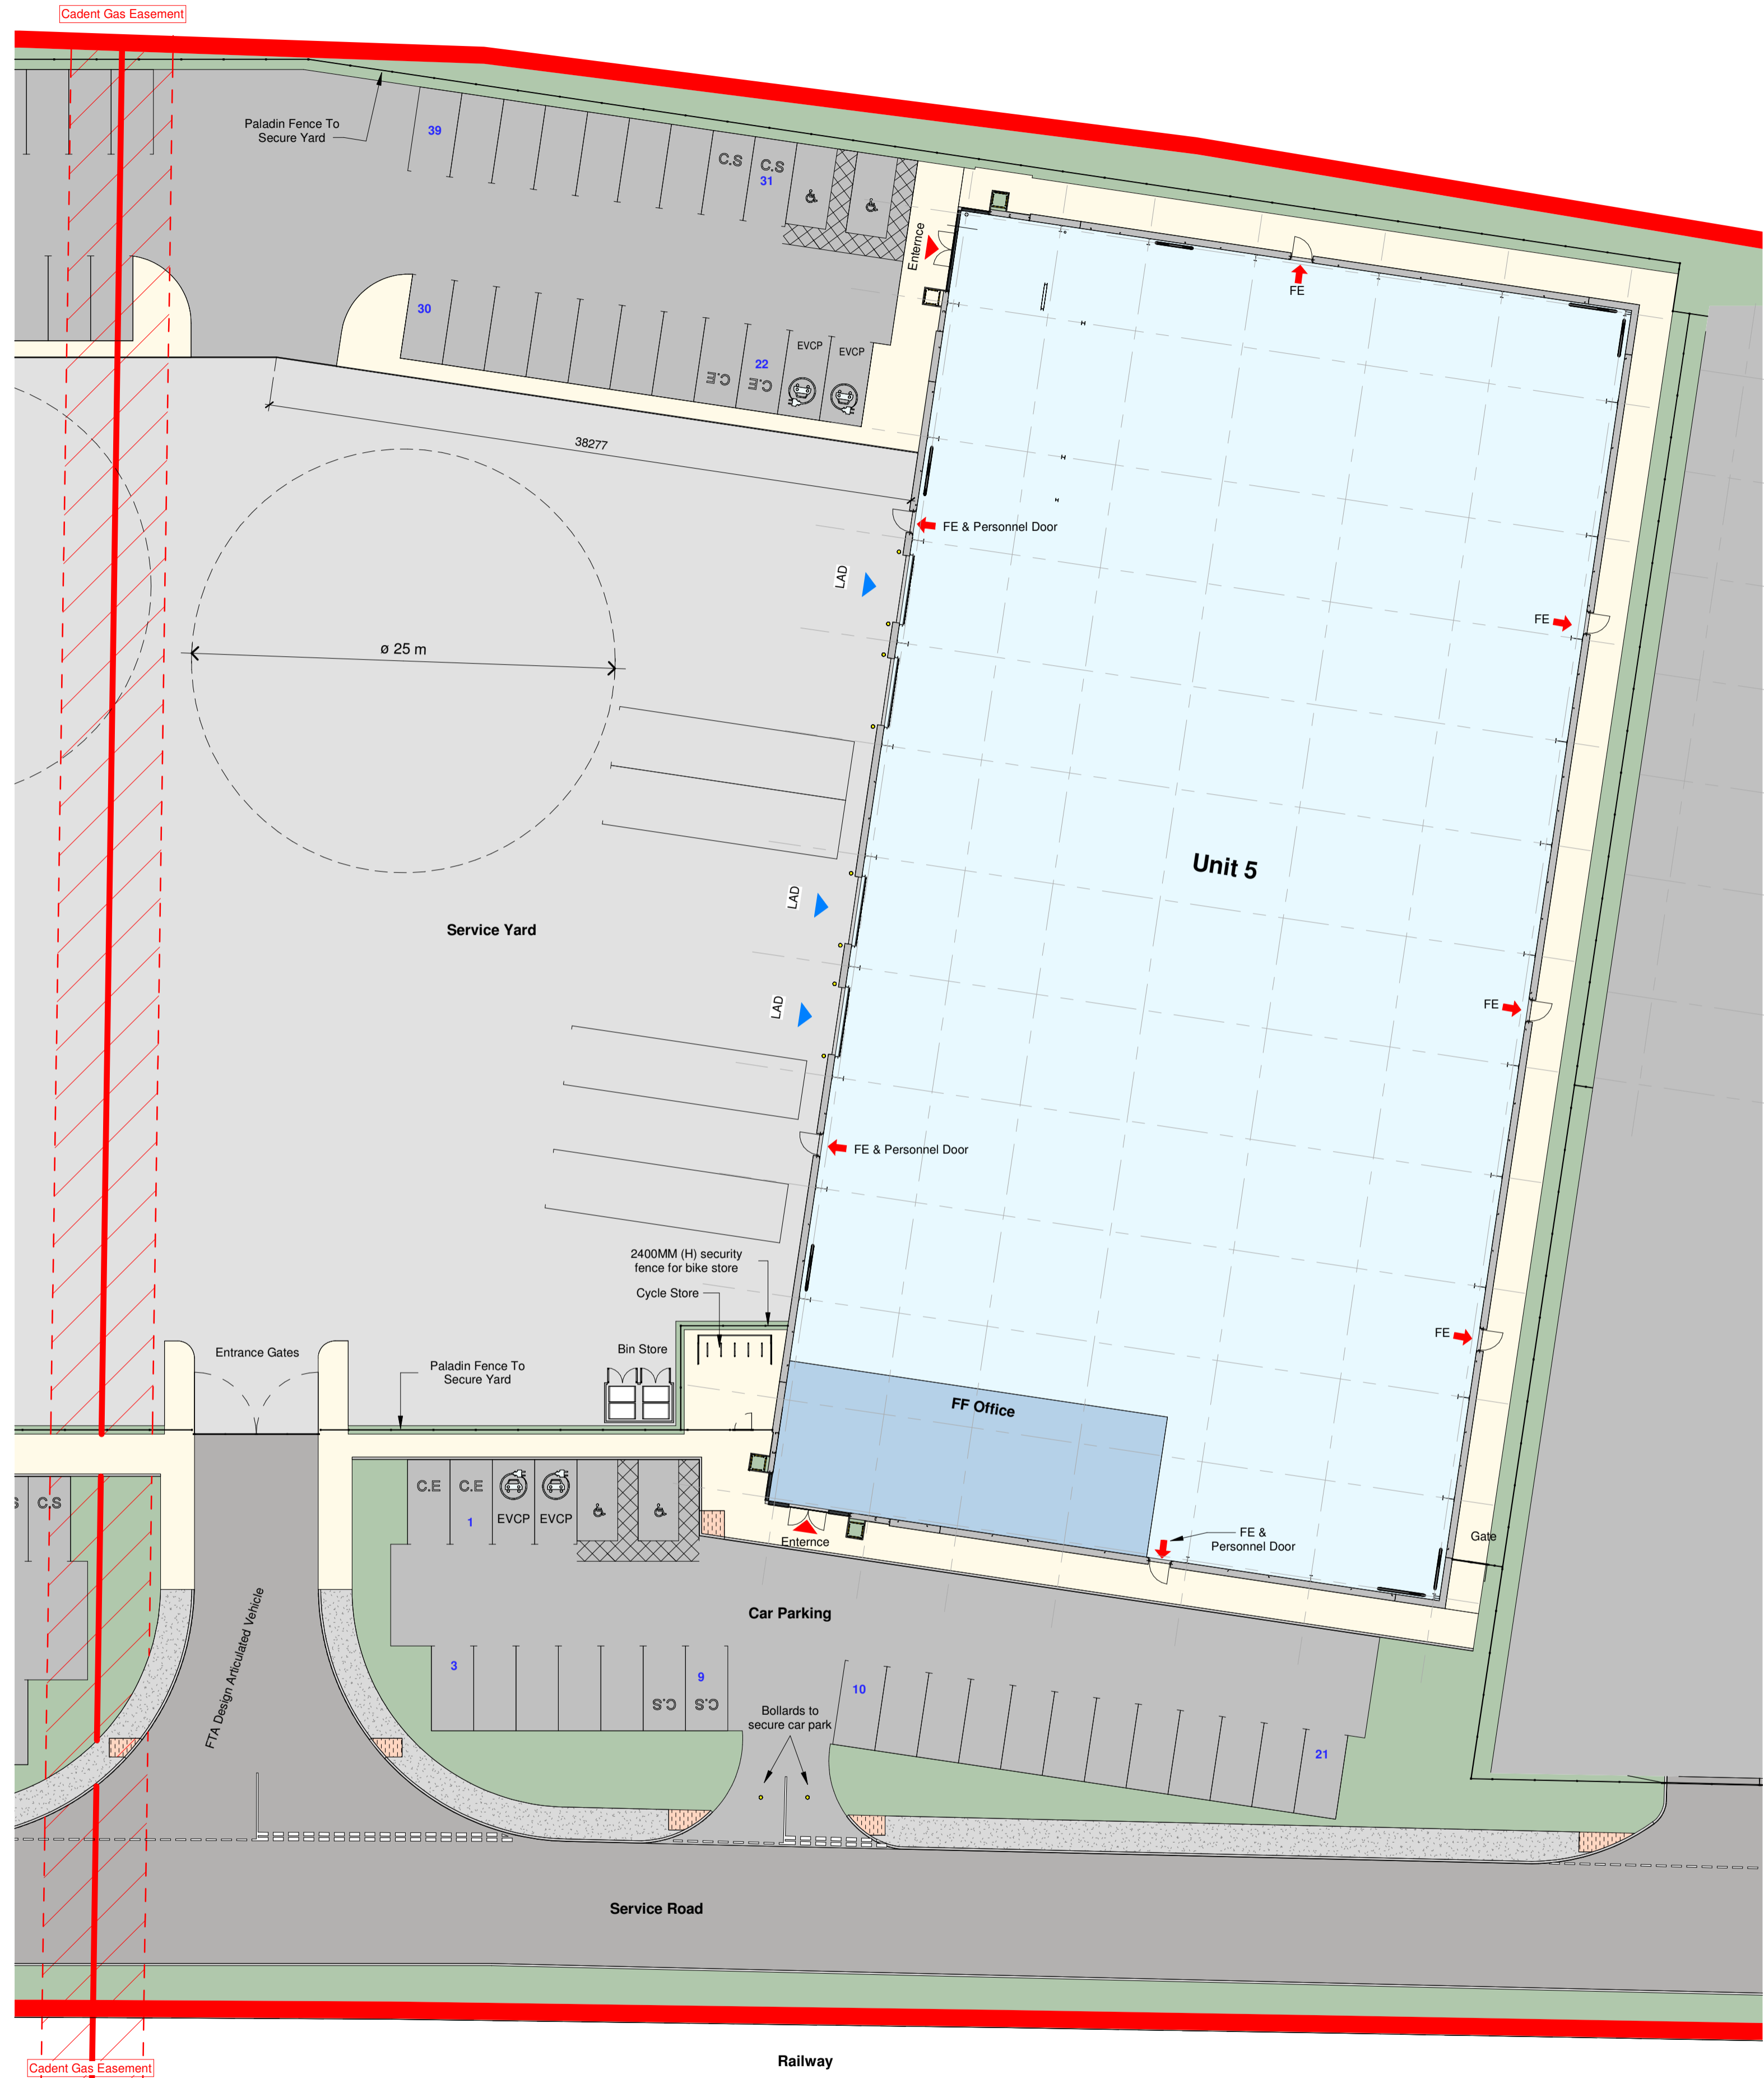 Cadent Gas Easement
Paladin Fence To
Secure Yard
39
C.S
C.S
31
Enternce
FE
30
22
C.E
C.E
EVCP
EVCP
38277
FE & Personnel Door
LAD
FE
ø 25 m
Unit 5
LAD
Service Yard
LAD
FE
FE & Personnel Door
2400MM (H) security
fence for bike store
Cycle Store
FE
Entrance Gates
Bin Store
Paladin Fence To
Secure Yard
FF Office
C.S
C.E
C.E
1
EVCP
EVCP
Enternce
FE &
Personnel Door
Gate
FTA Design Articulated Vehicle
Car Parking
3
9
C.S
C.S
10
Bollards to
secure car park
21
Service Road
Railway
Cadent Gas Easement